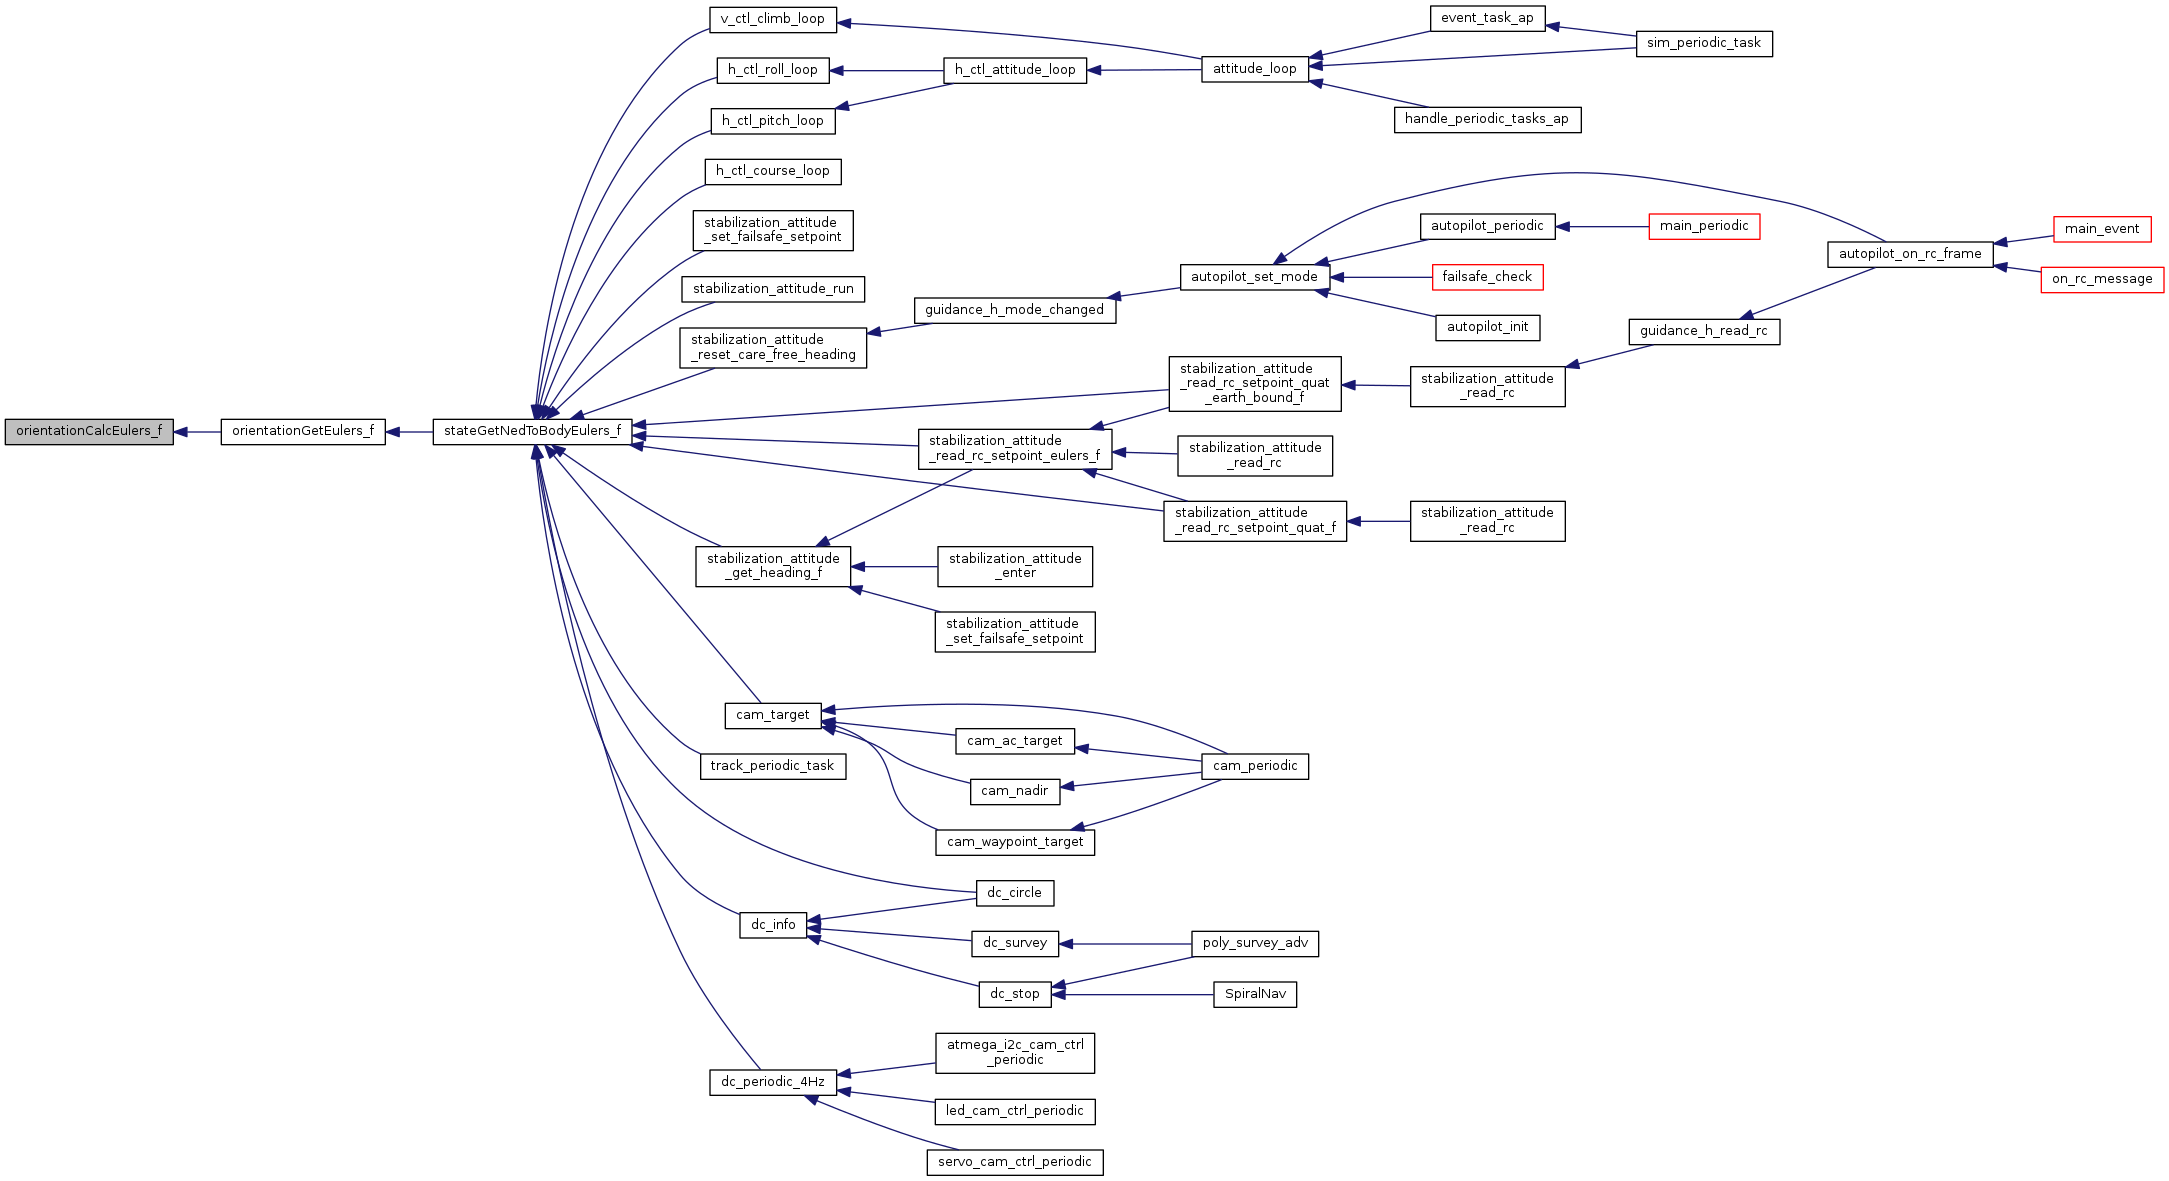 orientationCalcEulers_f
orientationGetEulers_f
stateGetNedToBodyEulers_f
v_ctl_climb_loop
h_ctl_roll_loop
h_ctl_pitch_loop
h_ctl_course_loop
stabilization_attitude
_set_failsafe_setpoint
stabilization_attitude_run
stabilization_attitude
_reset_care_free_heading
stabilization_attitude
_get_heading_f
cam_target
track_periodic_task
dc_info
dc_periodic_4Hz
h_ctl_attitude_loop
guidance_h_mode_changed
stabilization_attitude
_read_rc_setpoint_eulers_f
stabilization_attitude
_enter
stabilization_attitude
_set_failsafe_setpoint
cam_ac_target
cam_nadir
cam_waypoint_target
dc_circle
dc_survey
dc_stop
atmega_i2c_cam_ctrl
_periodic
led_cam_ctrl_periodic
servo_cam_ctrl_periodic
attitude_loop
autopilot_set_mode
stabilization_attitude
_read_rc_setpoint_quat
_earth_bound_f
stabilization_attitude
_read_rc
stabilization_attitude
_read_rc_setpoint_quat_f
cam_periodic
poly_survey_adv
SpiralNav
event_task_ap
handle_periodic_tasks_ap
autopilot_periodic
failsafe_check
autopilot_init
stabilization_attitude
_read_rc
stabilization_attitude
_read_rc
sim_periodic_task
main_periodic
guidance_h_read_rc
autopilot_on_rc_frame
main_event
on_rc_message